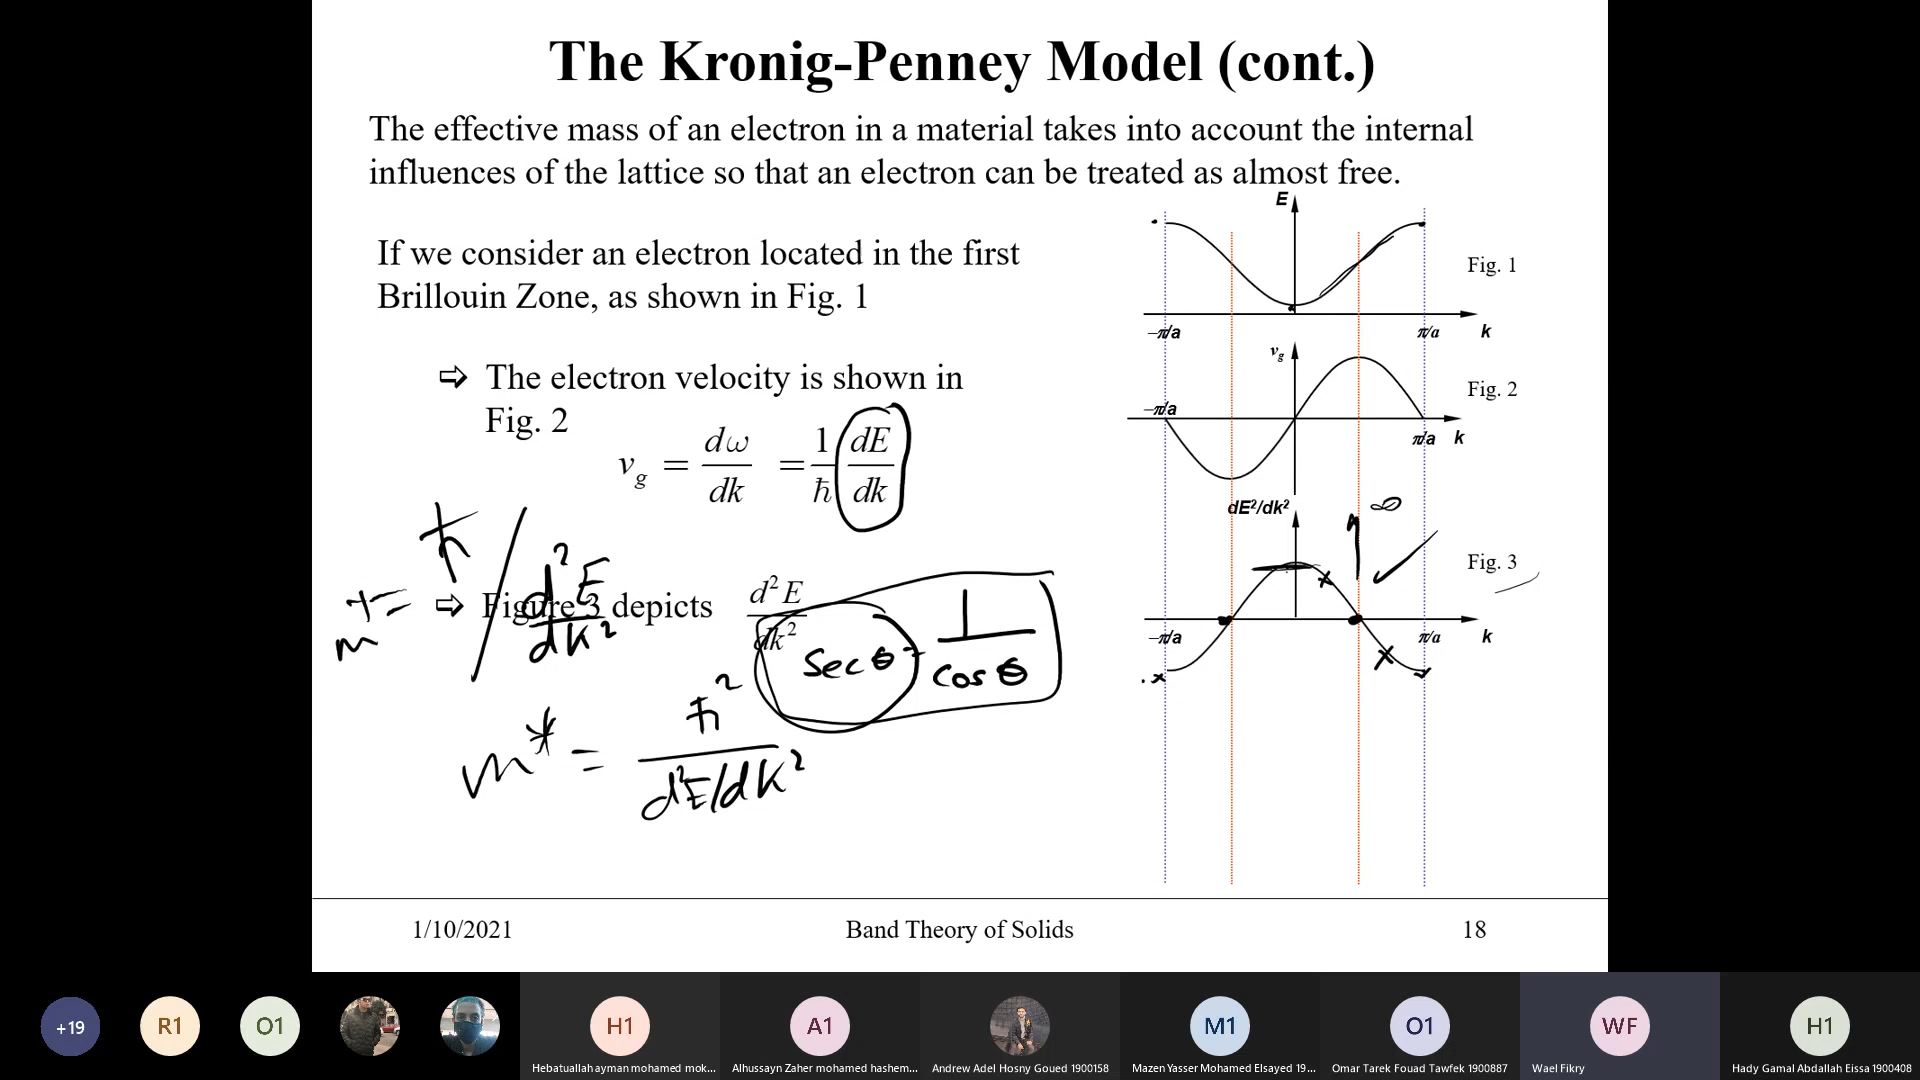 The Kronig-Penney Model (cont.)
The effective mass of an electron in a material takes into account the internal
influences of the lattice so that an electron can be treated as almost free.
If we consider an electron located in the first
Brillouin Zone, as shown in Fig. 1
⇨ The electron velocity is shown in
Fig. 2
v_g = dω/dk = 1/ħ dE/dk
m* = ħ / d²E/dK²
⇨ Figure 3 depicts d²E/dk²
Secθ = 1/cosθ
m* = ħ²/d²E/dK²
E
Fig. 1
–π/a π/a k
v_g
Fig. 2
–π/a
π/a k
dE²/dk²
∞
Fig. 3
–π/a π/a k
1/10/2021 Band Theory of Solids 18
+19 R1 O1 H1 A1 M1 O1 WF H1
Hebatuallah ayman mohamed mok... Alhussayn Zaher mohamed hashem... Andrew Adel Hosny Goued 1900158 Mazen Yasser Mohamed Elsayed 19... Omar Tarek Fouad Tawfek 1900887 Wael Fikry Hady Gamal Abdallah Eissa 1900408